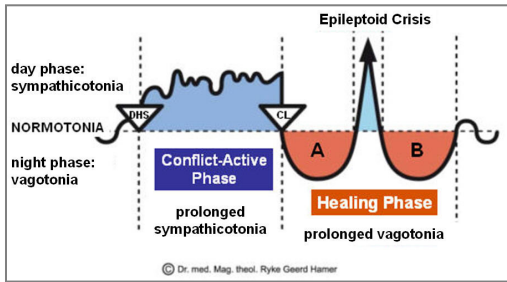 Epileptoid Crisis
day phase:
sympathicotonia
DHS
CL
NORMOTONIA
A
B
night phase:
vagotonia
Conflict-Active
Phase
Healing Phase
prolonged
sympathicotonia
prolonged vagotonia
© Dr. med. Mag. theol. Ryke Geerd Hamer